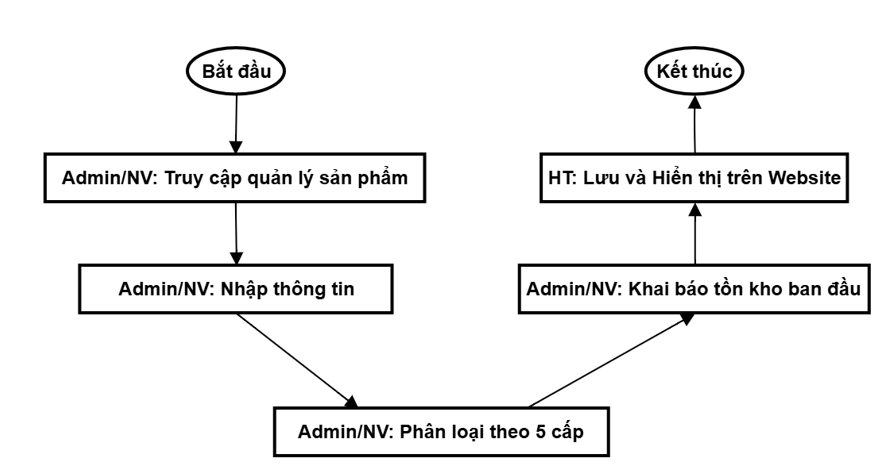 Bắt đầu
Admin/NV: Truy cập quản lý sản phẩm
Admin/NV: Nhập thông tin
Admin/NV: Phân loại theo 5 cấp
Admin/NV: Khai báo tồn kho ban đầu
HT: Lưu và Hiển thị trên Website
Kết thúc